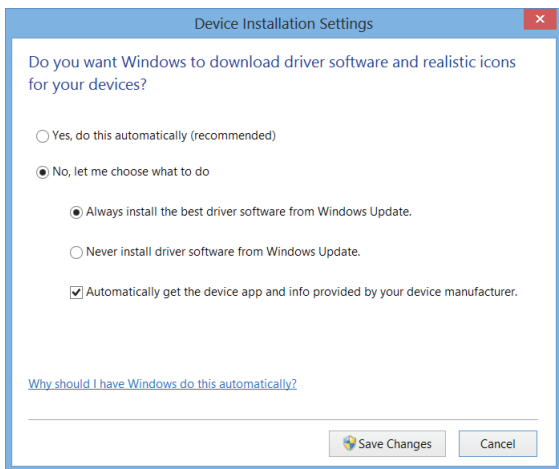 Device Installation Settings
Do you want Windows to download driver software and realistic icons
for your devices?
Yes, do this automatically (recommended)
No, let me choose what to do
Always install the best driver software from Windows Update.
Never install driver software from Windows Update.
Automatically get the device app and info provided by your device manufacturer.
Why should I have Windows do this automatically?
Save Changes Cancel